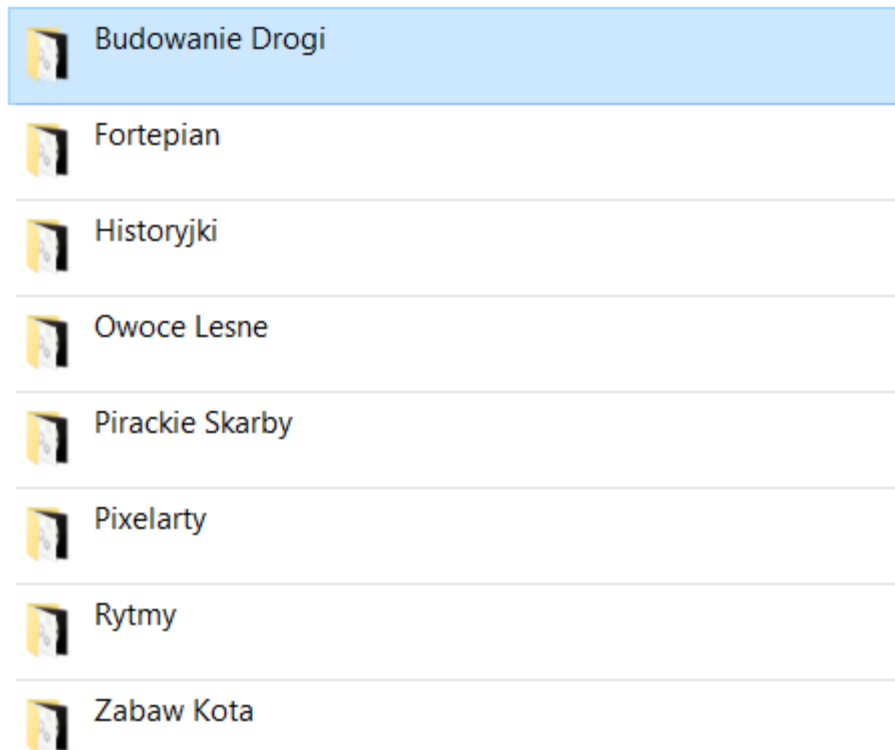 Budowanie Drogi
Fortepian
Historyjki
Owoce Lesne
Pirackie Skarby
Pixelarty
Rytmy
Zabaw Kota